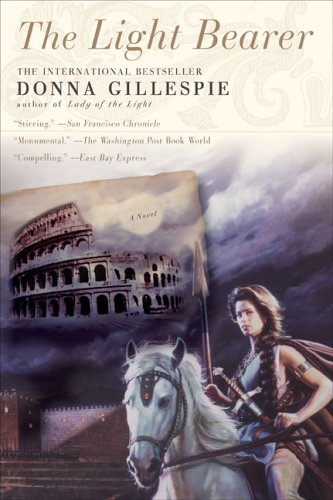 The Light Bearer
THE INTERNATIONAL BESTSELLER
DONNA GILLESPIE
author of Lady of the Light
"Stirring." —San Francisco Chronicle
"Monumental." —The Washington Post Book World
"Compelling." —East Bay Express
A Novel